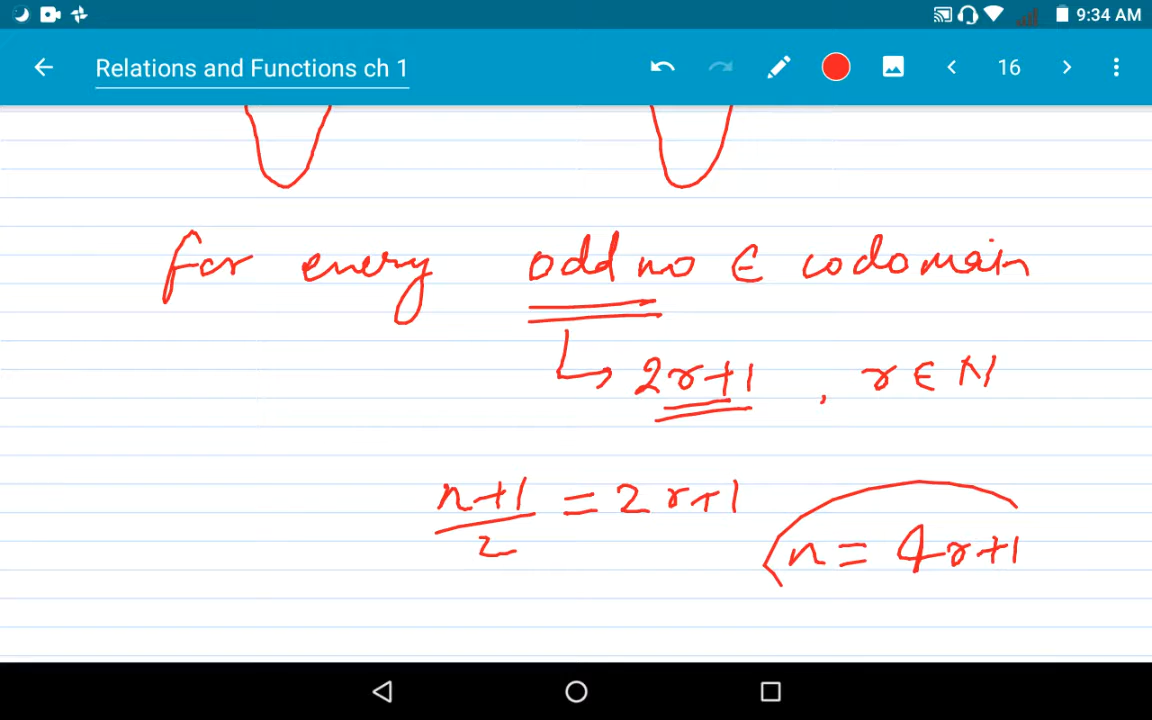 9:34 AM
Relations and Functions ch 1
16
for every odd no ∈ codomain
2r+1 , r ∈ N
n+1/2 = 2r+1
n = 4r+1